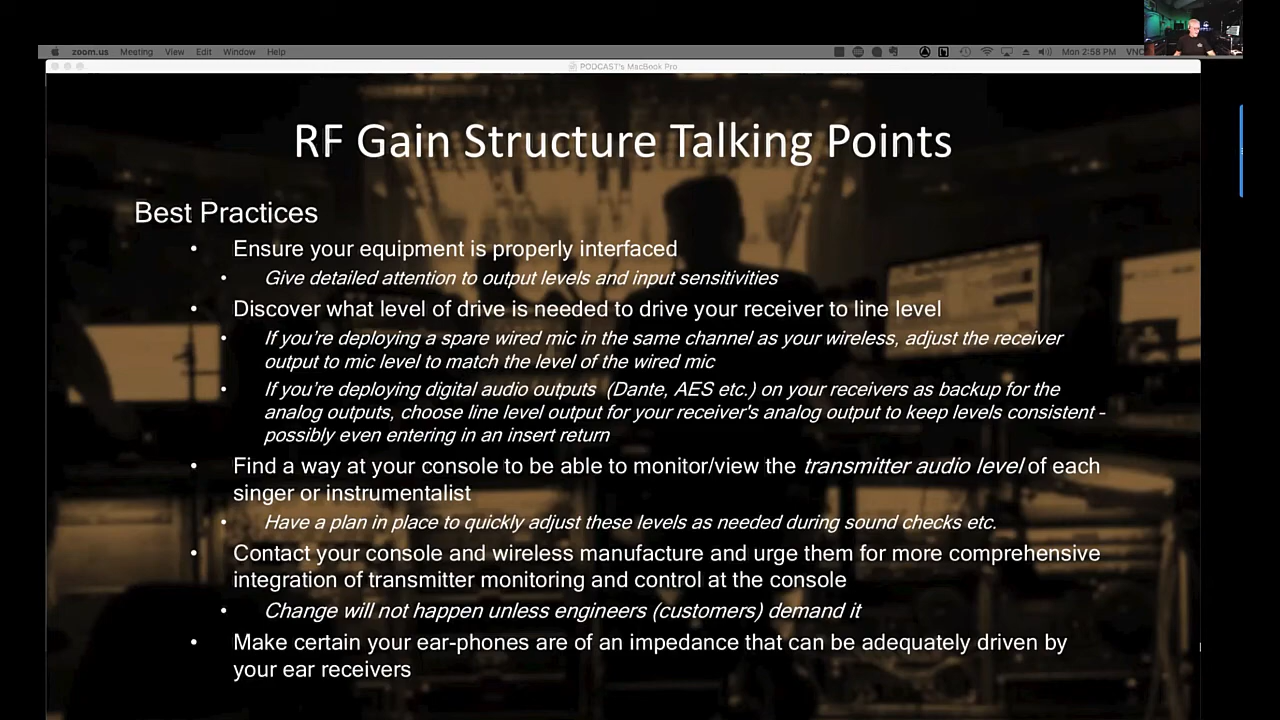 zoom.us Meeting View Edit Window Help
Mon 2:58 PM VNC
PODCAST's MacBook Pro
RF Gain Structure Talking Points
Best Practices
• Ensure your equipment is properly interfaced
• Give detailed attention to output levels and input sensitivities
• Discover what level of drive is needed to drive your receiver to line level
• If you're deploying a spare wired mic in the same channel as your wireless, adjust the receiver
output to mic level to match the level of the wired mic
• If you're deploying digital audio outputs (Dante, AES etc.) on your receivers as backup for the
analog outputs, choose line level output for your receiver's analog output to keep levels consistent -
possibly even entering in an insert return
• Find a way at your console to be able to monitor/view the transmitter audio level of each
singer or instrumentalist
• Have a plan in place to quickly adjust these levels as needed during sound checks etc.
• Contact your console and wireless manufacture and urge them for more comprehensive
integration of transmitter monitoring and control at the console
• Change will not happen unless engineers (customers) demand it
• Make certain your ear-phones are of an impedance that can be adequately driven by
your ear receivers